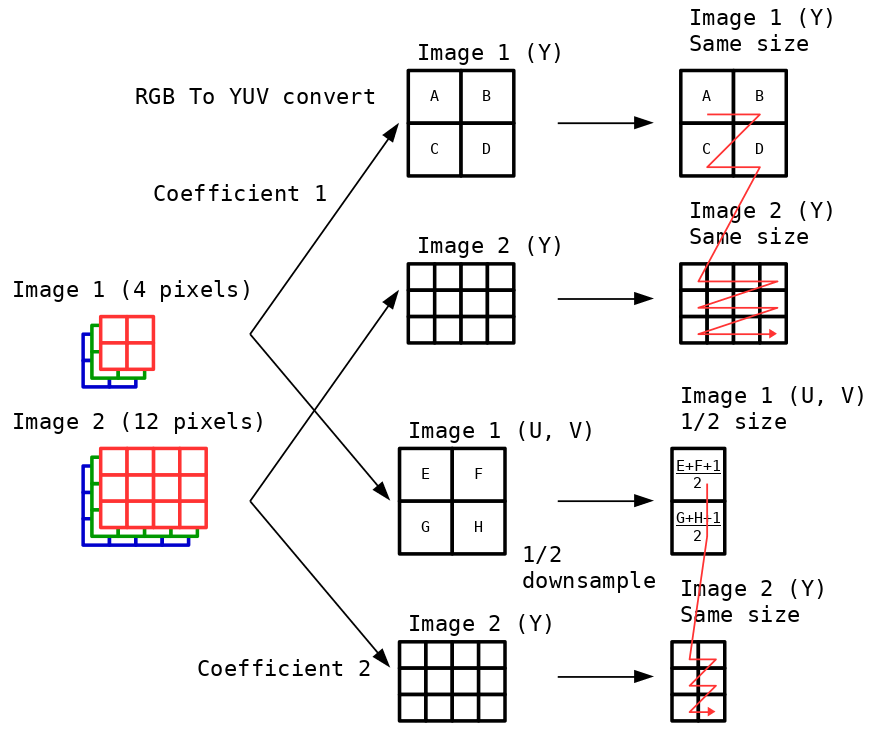 Image 1 (Y)
Same size
Image 1 (Y)
RGB To YUV convert
A B
A B
C D
C D
Coefficient 1
Image 2 (Y)
Same size
Image 2 (Y)
Image 1 (4 pixels)
Image 2 (12 pixels)
Image 1 (U, V)
1/2 size
Image 1 (U, V)
E F
G H
E+F+1
2
G+H+1
2
1/2
downsample
Image 2 (Y)
Same size
Image 2 (Y)
Coefficient 2